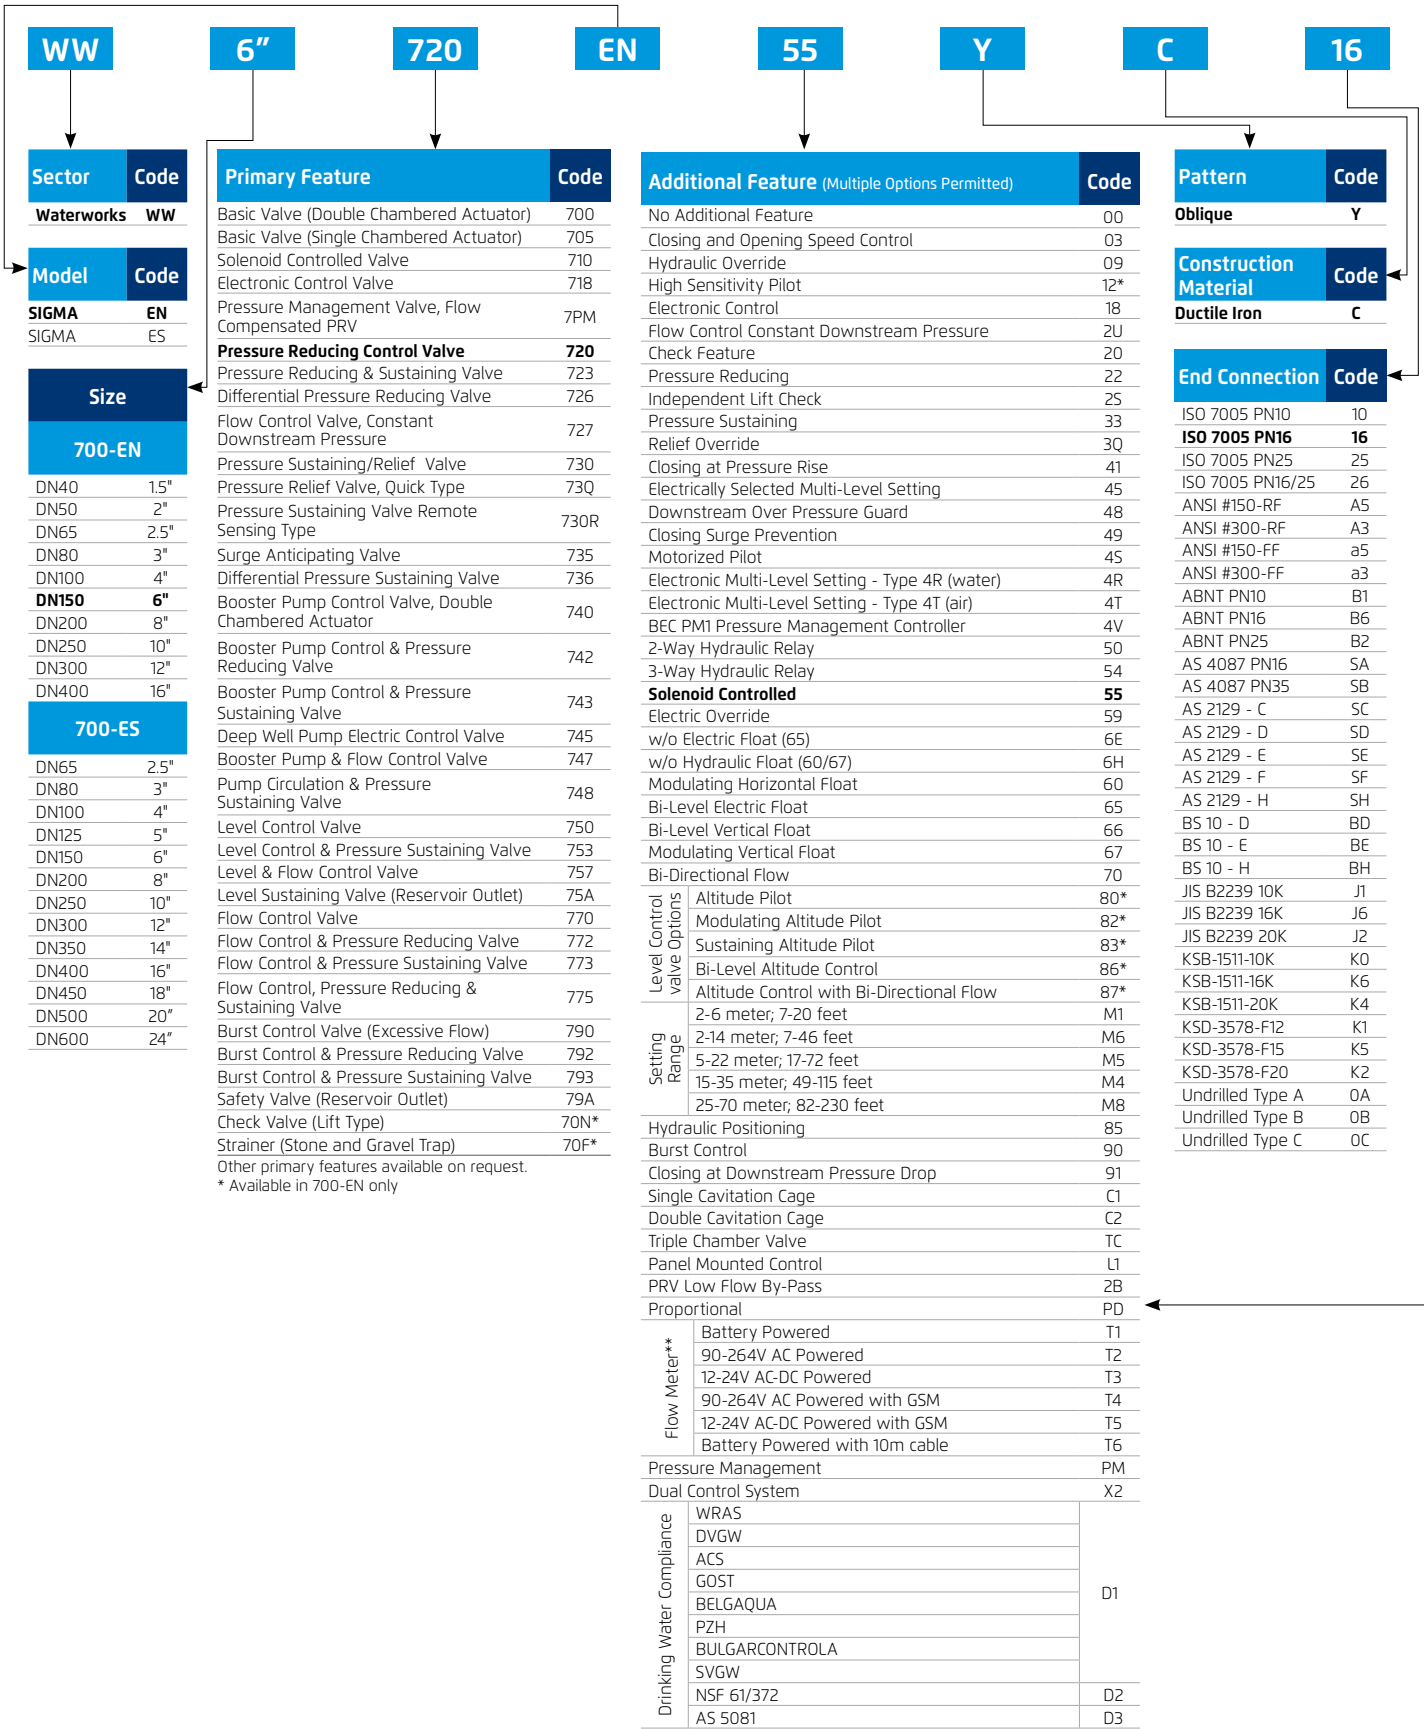 WW 6″ 720 EN 55 Y C 16
Sector Code
Waterworks WW
Model Code
SIGMA EN
SIGMA ES
Size
700-EN
DN40 1.5"
DN50 2"
DN65 2.5"
DN80 3"
DN100 4"
DN150 6"
DN200 8"
DN250 10"
DN300 12"
DN400 16"
700-ES
DN65 2.5"
DN80 3"
DN100 4"
DN125 5"
DN150 6"
DN200 8"
DN250 10"
DN300 12"
DN350 14"
DN400 16"
DN450 18"
DN500 20″
DN600 24″
Primary Feature Code
Basic Valve (Double Chambered Actuator) 700
Basic Valve (Single Chambered Actuator) 705
Solenoid Controlled Valve 710
Electronic Control Valve 718
Pressure Management Valve, Flow
Compensated PRV 7PM
Pressure Reducing Control Valve 720
Pressure Reducing & Sustaining Valve 723
Differential Pressure Reducing Valve 726
Flow Control Valve, Constant
Downstream Pressure 727
Pressure Sustaining/Relief Valve 730
Pressure Relief Valve, Quick Type 73Q
Pressure Sustaining Valve Remote
Sensing Type 730R
Surge Anticipating Valve 735
Differential Pressure Sustaining Valve 736
Booster Pump Control Valve, Double
Chambered Actuator 740
Booster Pump Control & Pressure
Reducing Valve 742
Booster Pump Control & Pressure
Sustaining Valve 743
Deep Well Pump Electric Control Valve 745
Booster Pump & Flow Control Valve 747
Pump Circulation & Pressure
Sustaining Valve 748
Level Control Valve 750
Level Control & Pressure Sustaining Valve 753
Level & Flow Control Valve 757
Level Sustaining Valve (Reservoir Outlet) 75A
Flow Control Valve 770
Flow Control & Pressure Reducing Valve 772
Flow Control & Pressure Sustaining Valve 773
Flow Control, Pressure Reducing &
Sustaining Valve 775
Burst Control Valve (Excessive Flow) 790
Burst Control & Pressure Reducing Valve 792
Burst Control & Pressure Sustaining Valve 793
Safety Valve (Reservoir Outlet) 79A
Check Valve (Lift Type) 70N*
Strainer (Stone and Gravel Trap) 70F*
Other primary features available on request.
* Available in 700-EN only
Additional Feature (Multiple Options Permitted) Code
No Additional Feature 00
Closing and Opening Speed Control 03
Hydraulic Override 09
High Sensitivity Pilot 12*
Electronic Control 18
Flow Control Constant Downstream Pressure 2U
Check Feature 20
Pressure Reducing 22
Independent Lift Check 2S
Pressure Sustaining 33
Relief Override 3Q
Closing at Pressure Rise 41
Electrically Selected Multi-Level Setting 45
Downstream Over Pressure Guard 48
Closing Surge Prevention 49
Motorized Pilot 4S
Electronic Multi-Level Setting - Type 4R (water) 4R
Electronic Multi-Level Setting - Type 4T (air) 4T
BEC PM1 Pressure Management Controller 4V
2-Way Hydraulic Relay 50
3-Way Hydraulic Relay 54
Solenoid Controlled 55
Electric Override 59
w/o Electric Float (65) 6E
w/o Hydraulic Float (60/67) 6H
Modulating Horizontal Float 60
Bi-Level Electric Float 65
Bi-Level Vertical Float 66
Modulating Vertical Float 67
Bi-Directional Flow 70
Level Control
valve Options
Altitude Pilot 80*
Modulating Altitude Pilot 82*
Sustaining Altitude Pilot 83*
Bi-Level Altitude Control 86*
Altitude Control with Bi-Directional Flow 87*
Setting
Range
2-6 meter; 7-20 feet M1
2-14 meter; 7-46 feet M6
5-22 meter; 17-72 feet M5
15-35 meter; 49-115 feet M4
25-70 meter; 82-230 feet M8
Hydraulic Positioning 85
Burst Control 90
Closing at Downstream Pressure Drop 91
Single Cavitation Cage C1
Double Cavitation Cage C2
Triple Chamber Valve TC
Panel Mounted Control L1
PRV Low Flow By-Pass 2B
Proportional PD
Flow Meter**
Battery Powered T1
90-264V AC Powered T2
12-24V AC-DC Powered T3
90-264V AC Powered with GSM T4
12-24V AC-DC Powered with GSM T5
Battery Powered with 10m cable T6
Pressure Management PM
Dual Control System X2
Drinking Water Compliance
WRAS
DVGW
ACS
GOST
BELGAQUA
PZH
BULGARCONTROLA
SVGW
D1
NSF 61/372 D2
AS 5081 D3
Pattern Code
Oblique Y
Construction
Material Code
Ductile Iron C
End Connection Code
ISO 7005 PN10 10
ISO 7005 PN16 16
ISO 7005 PN25 25
ISO 7005 PN16/25 26
ANSI #150-RF A5
ANSI #300-RF A3
ANSI #150-FF a5
ANSI #300-FF a3
ABNT PN10 B1
ABNT PN16 B6
ABNT PN25 B2
AS 4087 PN16 SA
AS 4087 PN35 SB
AS 2129 - C SC
AS 2129 - D SD
AS 2129 - E SE
AS 2129 - F SF
AS 2129 - H SH
BS 10 - D BD
BS 10 - E BE
BS 10 - H BH
JIS B2239 10K J1
JIS B2239 16K J6
JIS B2239 20K J2
KSB-1511-10K K0
KSB-1511-16K K6
KSB-1511-20K K4
KSD-3578-F12 K1
KSD-3578-F15 K5
KSD-3578-F20 K2
Undrilled Type A 0A
Undrilled Type B 0B
Undrilled Type C 0C